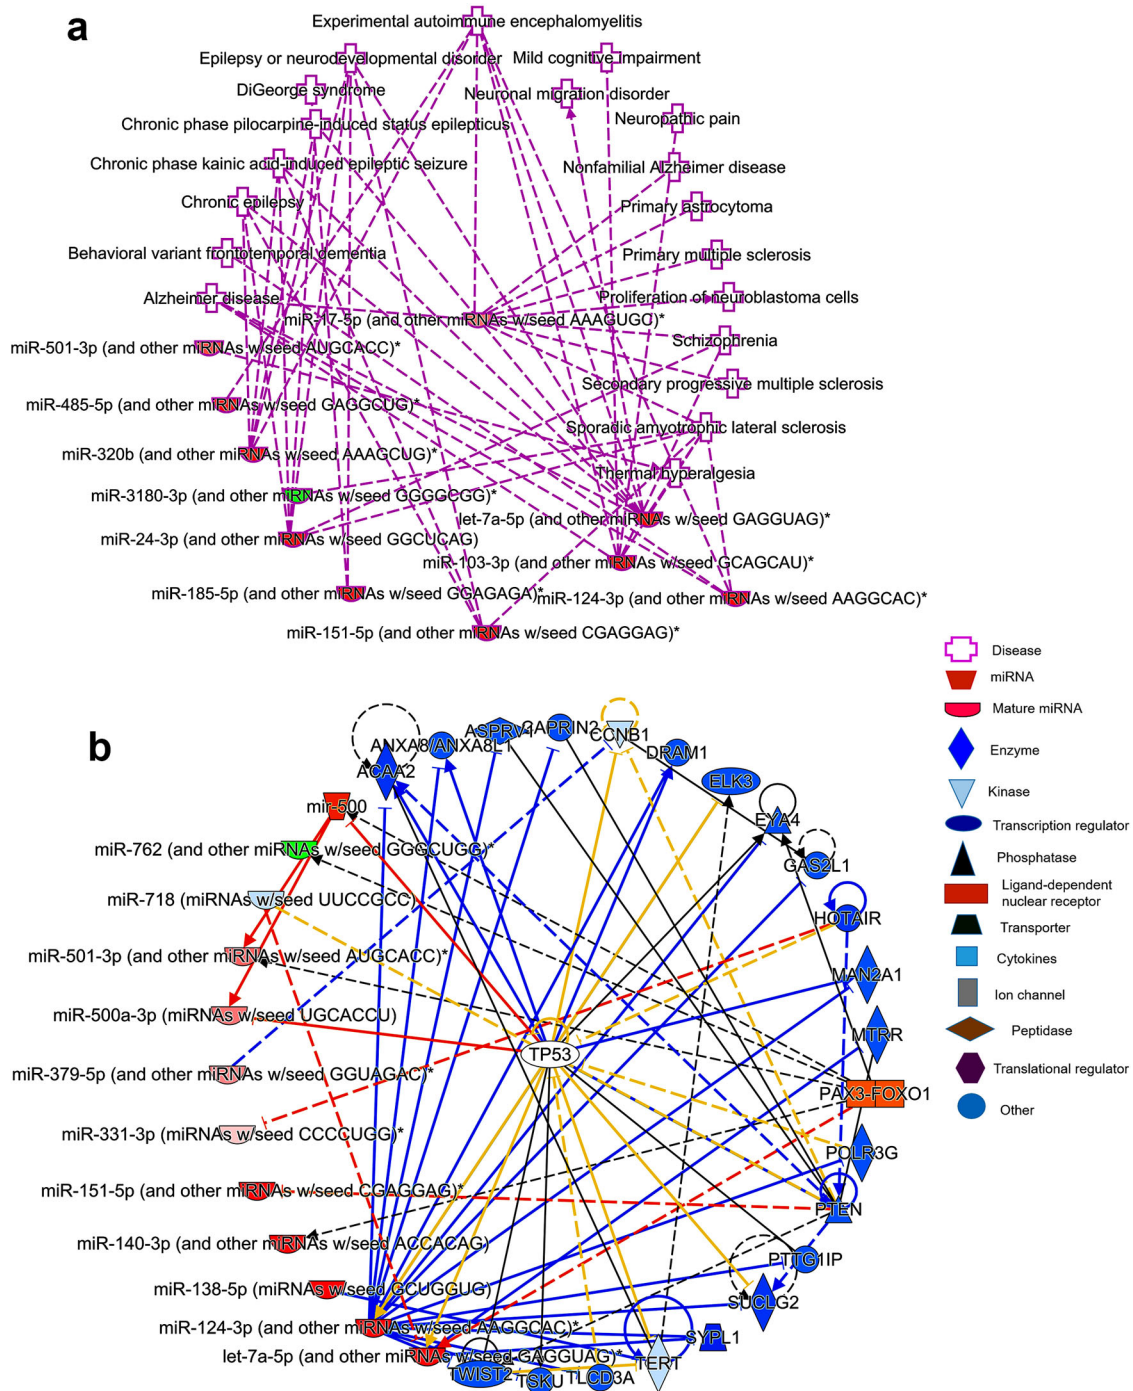 a
Experimental autoimmune encephalomyelitis
Epilepsy or neurodevelopmental disorder
Mild cognitive impairment
DiGeorge syndrome
Neuronal migration disorder
Chronic phase pilocarpine-induced status epilepticus
Neuropathic pain
Chronic phase kainic acid-induced epileptic seizure
Nonfamilial Alzheimer disease
Chronic epilepsy
Primary astrocytoma
Behavioral variant frontotemporal dementia
Primary multiple sclerosis
Alzheimer disease
Proliferation of neuroblastoma cells
miR-17-5p (and other miRNAs w/seed AAAGUGC)*
Schizophrenia
miR-501-3p (and other miRNAs w/seed AUGCACC)*
Secondary progressive multiple sclerosis
miR-485-5p (and other miRNAs w/seed GAGGCUG)*
Sporadic amyotrophic lateral sclerosis
miR-320b (and other miRNAs w/seed AAAGCUG)*
Thermal hyperalgesia
miR-3180-3p (and other miRNAs w/seed GGGGCGG)*
let-7a-5p (and other miRNAs w/seed GAGGUAG)*
miR-24-3p (and other miRNAs w/seed GGCUCAG)
miR-103-3p (and other miRNAs w/seed GCAGCAU)*
miR-185-5p (and other miRNAs w/seed GGAGAGA)*
miR-124-3p (and other miRNAs w/seed AAGGCAC)*
miR-151-5p (and other miRNAs w/seed CGAGGAG)*
Disease
miRNA
Mature miRNA
Enzyme
Kinase
Transcription regulator
Phosphatase
Ligand-dependent
nuclear receptor
Transporter
Cytokines
Ion channel
Peptidase
Translational regulator
Other
b
ANXA8/ANXA8L1
ASPRV1
CAPRIN2
CCNB1
DRAM1
ACAA2
ELK3
mir-500
EYA4
miR-762 (and other miRNAs w/seed GGGCUGG)*
GAS2L1
miR-718 (miRNAs w/seed UUCCGCC)
HOTAIR
miR-501-3p (and other miRNAs w/seed AUGCACC)*
MAN2A1
miR-500a-3p (miRNAs w/seed UGCACCU)
MTRR
TP53
miR-379-5p (and other miRNAs w/seed GGUAGAC)*
PAX3-FOXO1
miR-331-3p (miRNAs w/seed CCCCUGG)*
POLR3G
miR-151-5p (and other miRNAs w/seed CGAGGAG)*
PTEN
miR-140-3p (and other miRNAs w/seed ACCACAG)
PTTG1IP
miR-138-5p (miRNAs w/seed GCUGGUG)
SUCLG2
miR-124-3p (and other miRNAs w/seed AAGGCAC)*
SYPL1
let-7a-5p (and other miRNAs w/seed GAGGUAG)*
TERT
TWIST2
TSKU
TLCD3A